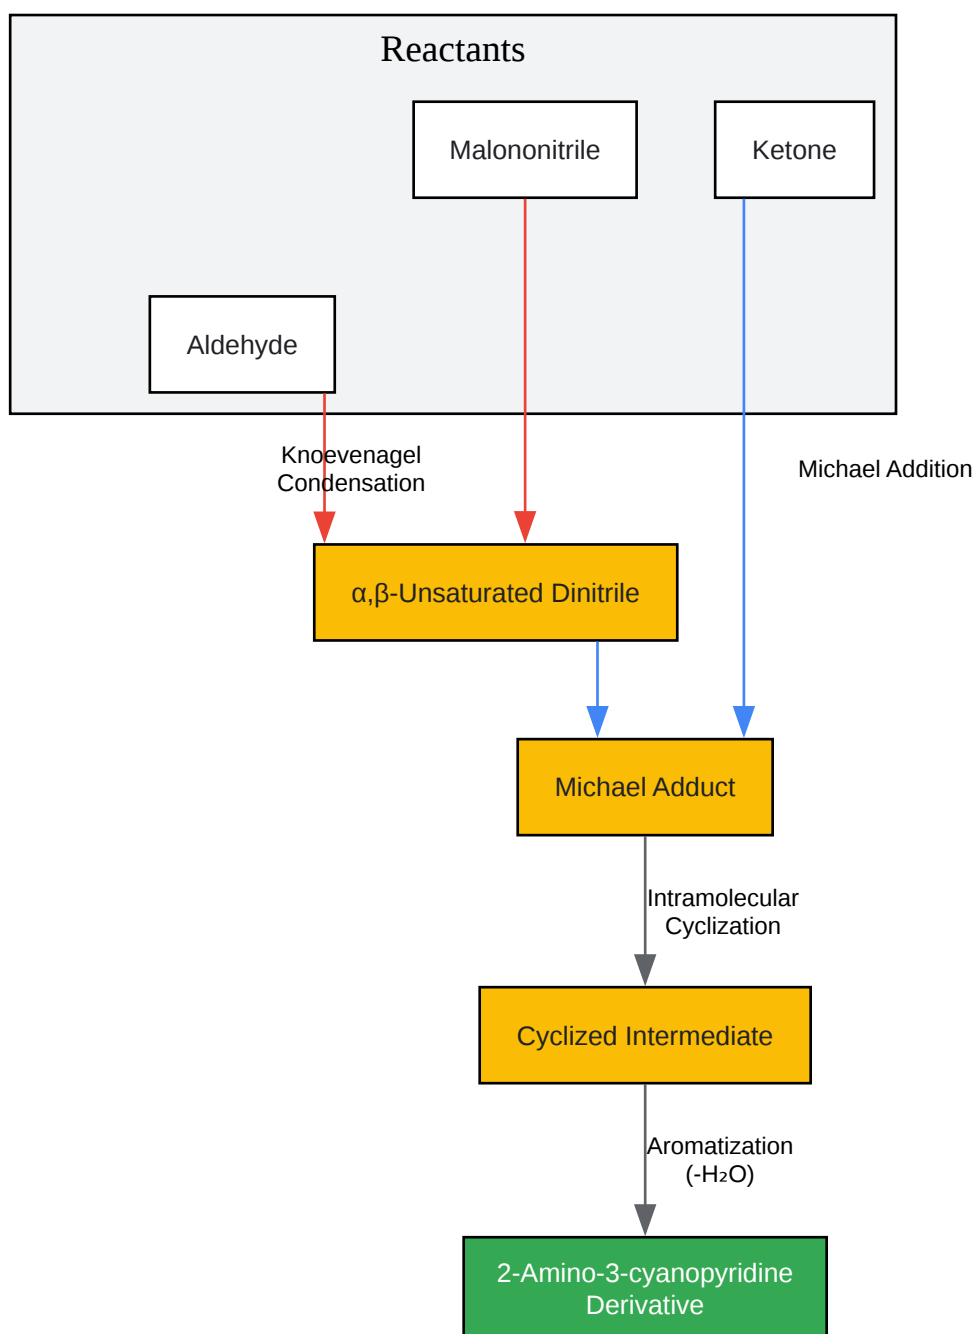 Reactants
Malononitrile
Ketone
Aldehyde
Knoevenagel
Condensation
Michael Addition
α,β-Unsaturated Dinitrile
Michael Adduct
Intramolecular
Cyclization
Cyclized Intermediate
Aromatization
(-H₂O)
2-Amino-3-cyanopyridine
Derivative